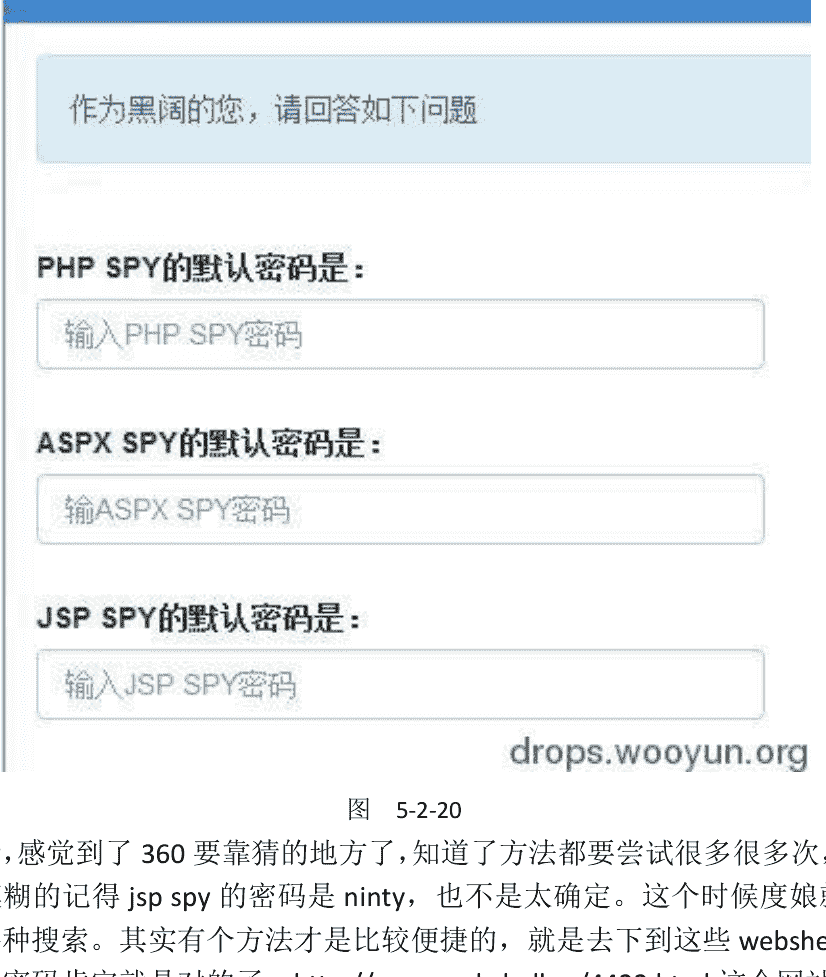 作为黑阔的您，请回答如下问题
PHP SPY的默认密码是：
输入PHP SPY密码
ASPX SPY的默认密码是：
输ASPX SPY密码
JSP SPY的默认密码是：
输入JSP SPY密码
drops.wooyun.org
图 5-2-20
，感觉到了 360 要靠猜的地方了，知道了方法都要尝试很多很多次，
糊的记得 jsp spy 的密码是 ninty，也不是太确定。这个时候度娘
种搜索。其实有个方法才是比较便捷的，就是去下到这些 webshe